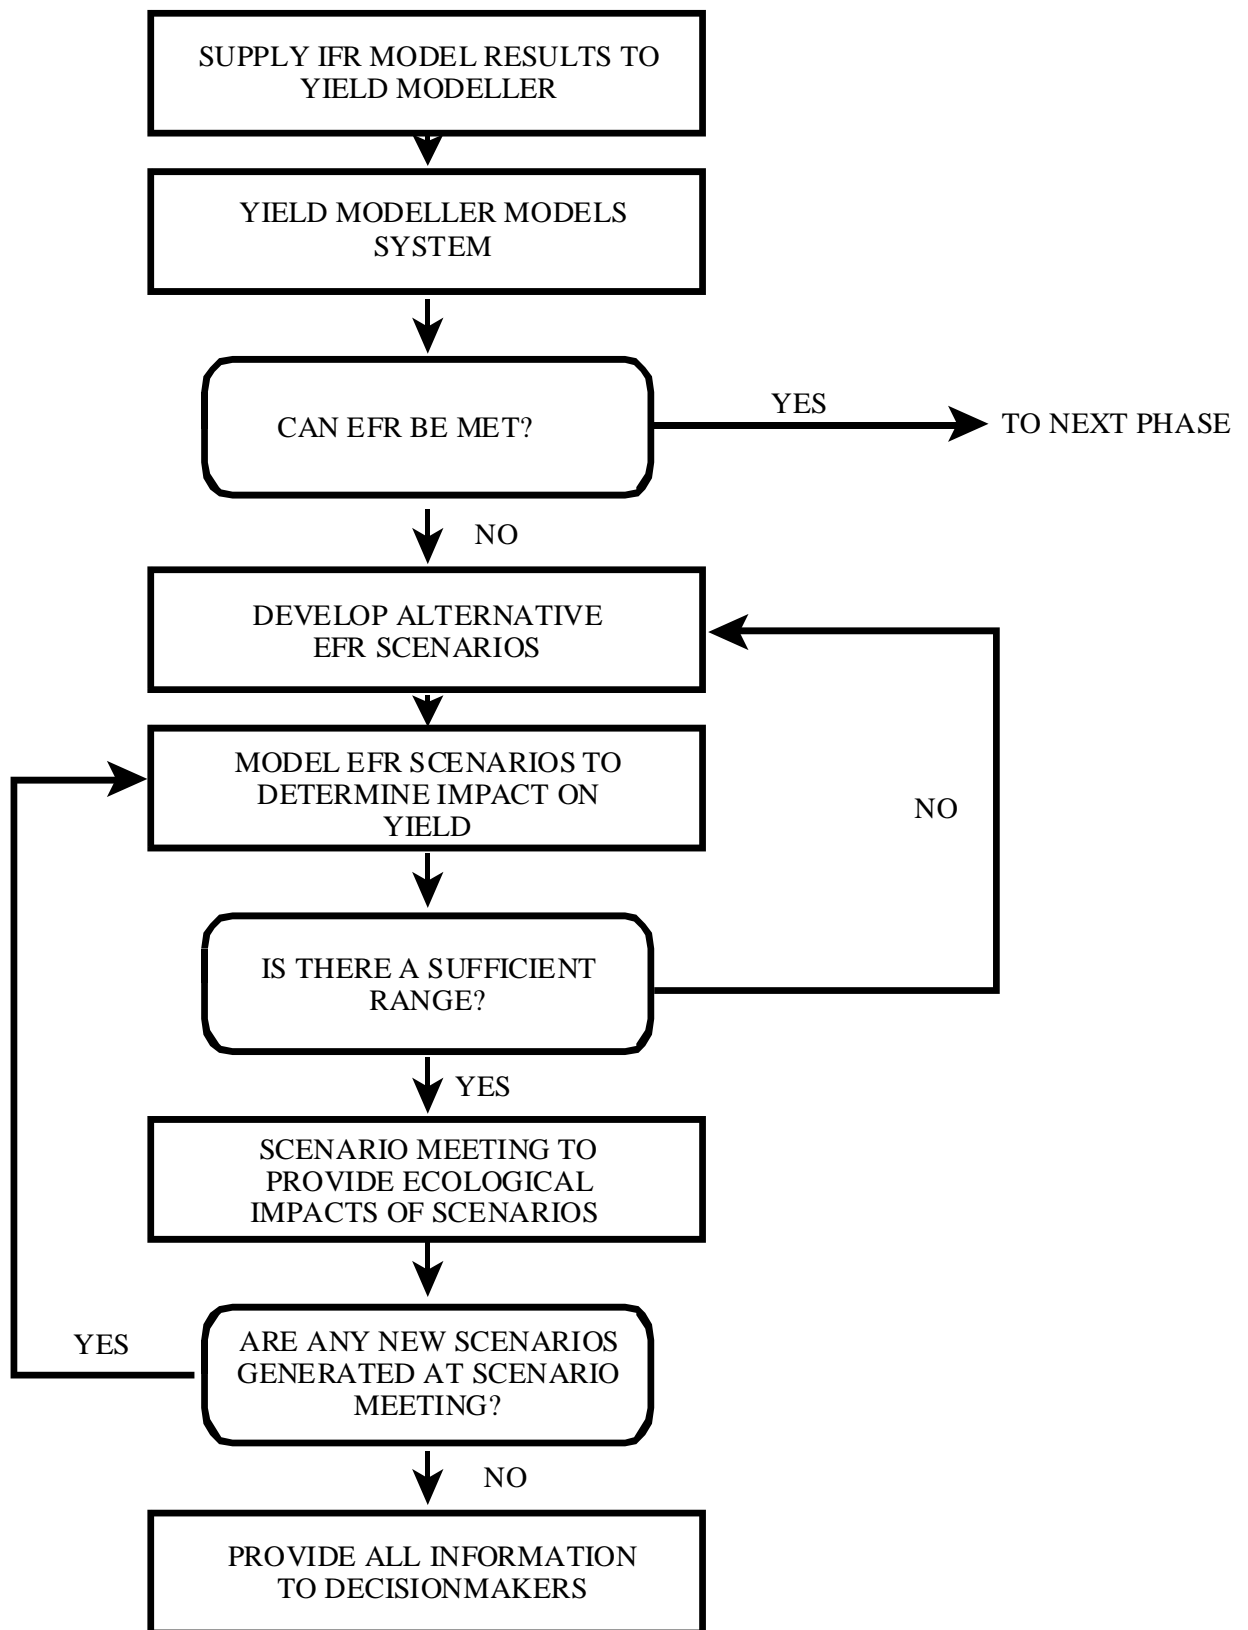 SUPPLY IFR MODEL RESULTS TO
YIELD MODELLER
YIELD MODELLER MODELS
SYSTEM
CAN EFR BE MET?
YES
TO NEXT PHASE
NO
DEVELOP ALTERNATIVE
EFR SCENARIOS
MODEL EFR SCENARIOS TO
DETERMINE IMPACT ON
YIELD
NO
IS THERE A SUFFICIENT
RANGE?
YES
SCENARIO MEETING TO
PROVIDE ECOLOGICAL
IMPACTS OF SCENARIOS
YES
ARE ANY NEW SCENARIOS
GENERATED AT SCENARIO
MEETING?
NO
PROVIDE ALL INFORMATION
TO DECISIONMAKERS